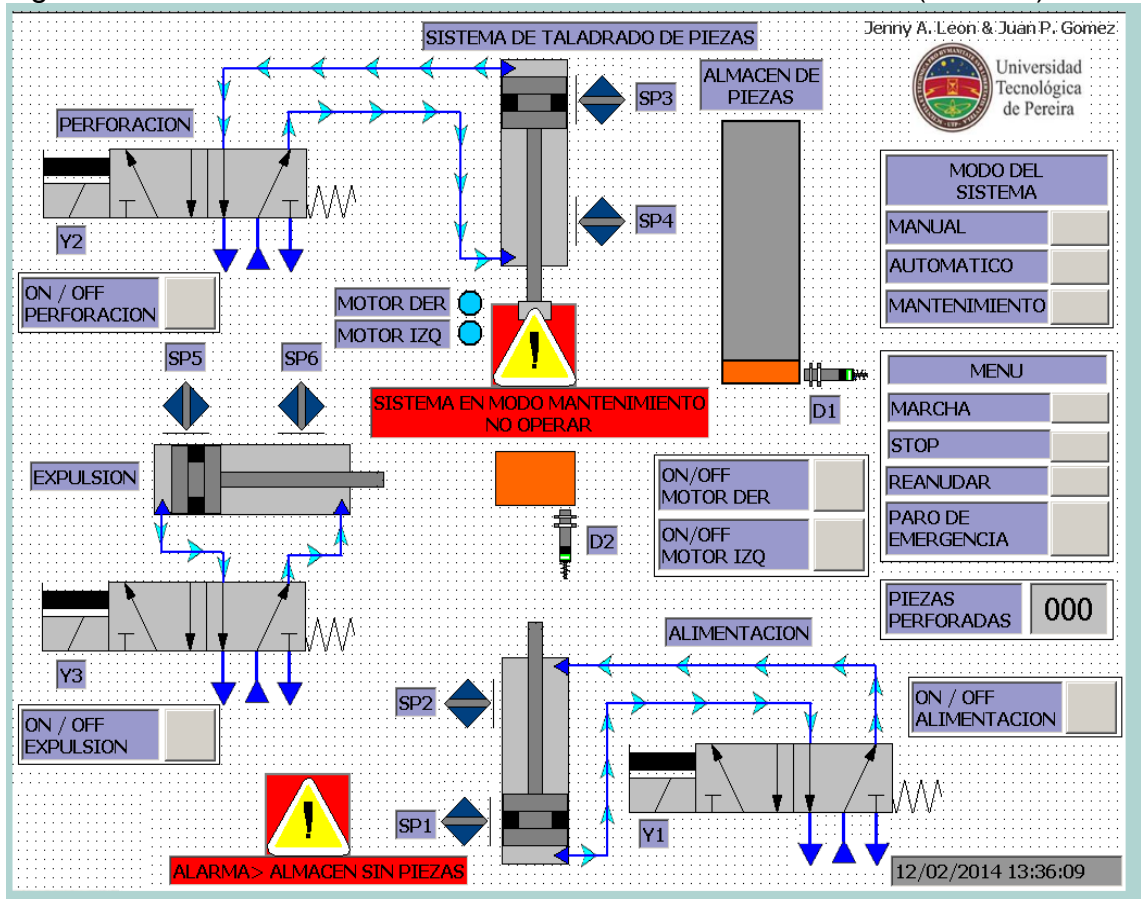 SISTEMA DE TALADRADO DE PIEZAS
Jenny A. Leon & Juan P. Gomez
Universidad
Tecnológica
de Pereira
ALMACEN DE
PIEZAS
SP3
PERFORACION
MODO DEL
SISTEMA
MANUAL
AUTOMATICO
MANTENIMIENTO
SP4
Y2
ON / OFF
PERFORACION
MOTOR DER
MOTOR IZQ
SP5
SP6
D1
MENU
MARCHA
STOP
REANUDAR
PARO DE
EMERGENCIA
SISTEMA EN MODO MANTENIMIENTO
NO OPERAR
EXPULSION
ON/OFF
MOTOR DER
ON/OFF
MOTOR IZQ
D2
PIEZAS
PERFORADAS
000
ALIMENTACION
Y3
SP2
ON / OFF
ALIMENTACION
ON / OFF
EXPULSION
SP1
Y1
ALARMA> ALMACEN SIN PIEZAS
12/02/2014 13:36:09